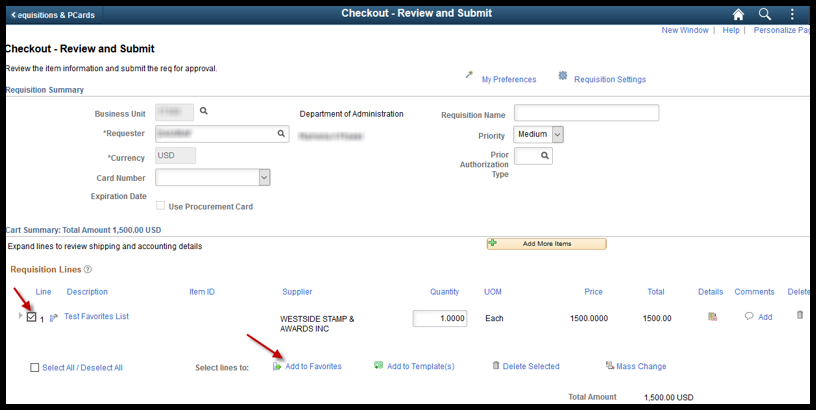 equisitions & PCards
Checkout - Review and Submit
New Window | Help | Personalize Pag
Checkout - Review and Submit
Review the item information and submit the req for approval.
My Preferences Requisition Settings
Requisition Summary
Business Unit Department of Administration Requisition Name
*Requester Priority Medium
*Currency USD Prior Authorization Type
Card Number
Expiration Date
Use Procurement Card
Cart Summary: Total Amount 1,500.00 USD
Expand lines to review shipping and accounting details Add More Items
Requisition Lines ?
Line Description Item ID Supplier Quantity UOM Price Total Details Comments Delete
1 Test Favorites List WESTSIDE STAMP & AWARDS INC 1.0000 Each 1500.0000 1500.00 Add
Select All / Deselect All Select lines to: Add to Favorites Add to Template(s) Delete Selected Mass Change
Total Amount 1,500.00 USD